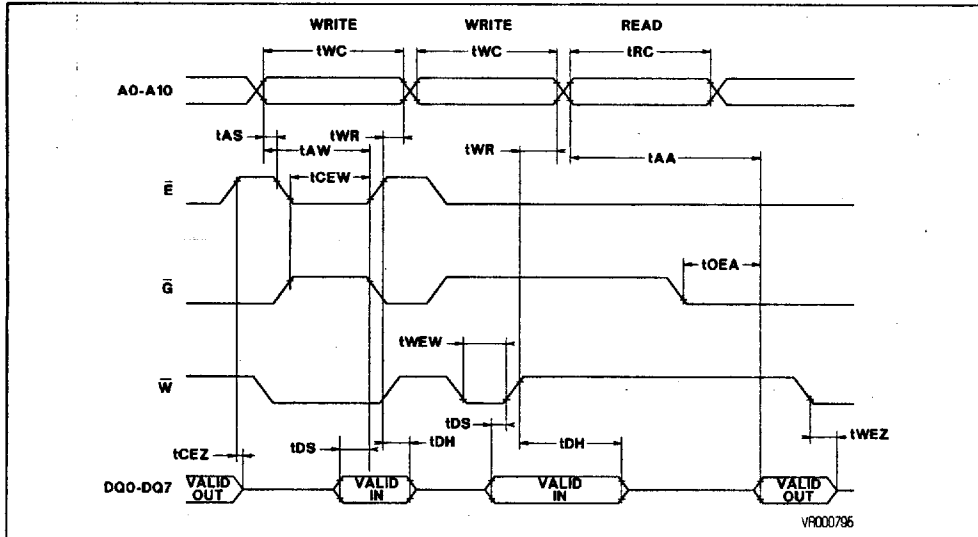 WRITE WRITE READ
tWC tWC tRC
A0-A10
tAS tWR
tAW tWR tAA
tCEW
E̅
tOEA
G̅
tWEW
W̅
tDS
tDS tDH tDH tWEZ
tCEZ
DQ0-DQ7 VALID OUT VALID IN VALID IN VALID OUT
VR000795